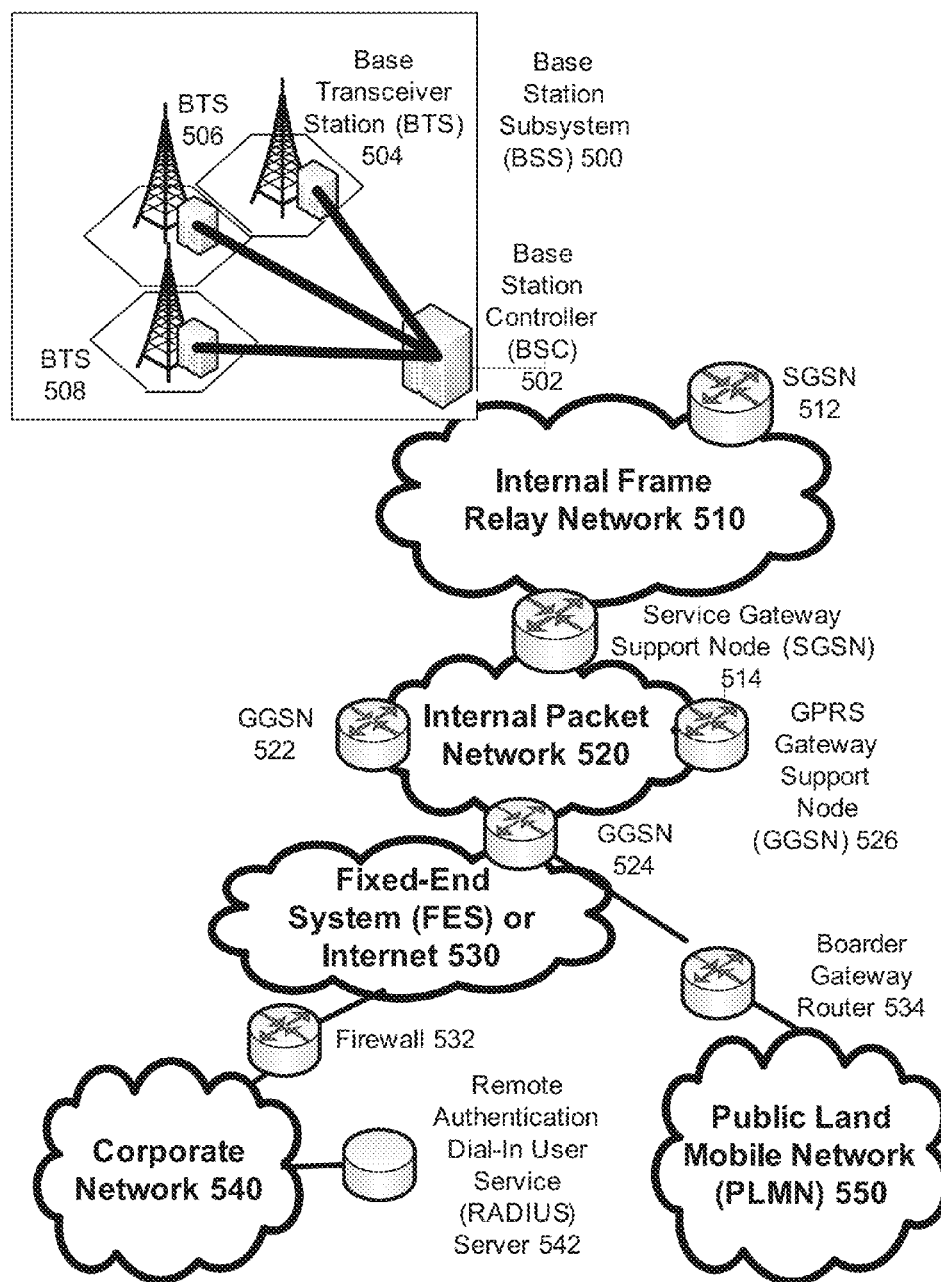 BTS
506
Base
Transceiver
Station (BTS)
504
Base
Station
Subsystem
(BSS) 500
BTS
508
Base
Station
Controller
(BSC)
502
SGSN
512
Internal Frame
Relay Network 510
Service Gateway
Support Node (SGSN)
514
GGSN
522
Internal Packet
Network 520
GPRS
Gateway
Support
Node
(GGSN) 526
GGSN
524
Fixed-End
System (FES) or
Internet 530
Boarder
Gateway
Router 534
Firewall 532
Corporate
Network 540
Remote
Authentication
Dial-In User
Service
(RADIUS)
Server 542
Public Land
Mobile Network
(PLMN) 550